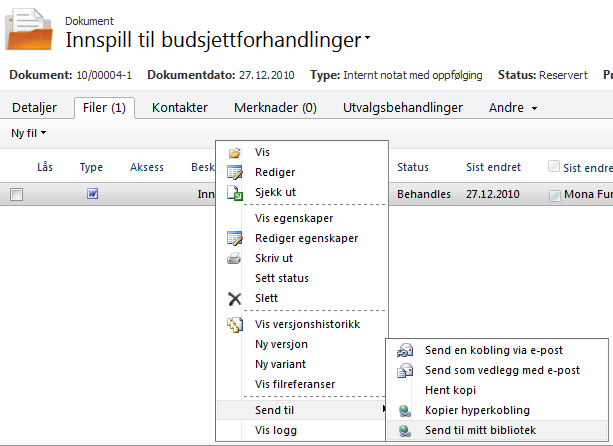 Dokument
Innspill til budsjettforhandlinger
Dokument: 10/00004-1 Dokumentdato: 27.12.2010 Type: Internt notat med oppfølging Status: Reservert Pr
Detaljer Filer (1) Kontakter Merknader (0) Utvalgsbehandlinger Andre
Ny fil
Lås Type Aksess Besk Status Sist endret Sist endre
Inn Behandles 27.12.2010 Mona Fur
Vis
Rediger
Sjekk ut
Vis egenskaper
Rediger egenskaper
Skriv ut
Sett status
Slett
Vis versjonshistorikk
Ny versjon
Ny variant
Vis filreferanser
Send til
Vis logg
Send en kobling via e-post
Send som vedlegg med e-post
Hent kopi
Kopier hyperkobling
Send til mitt bibliotek